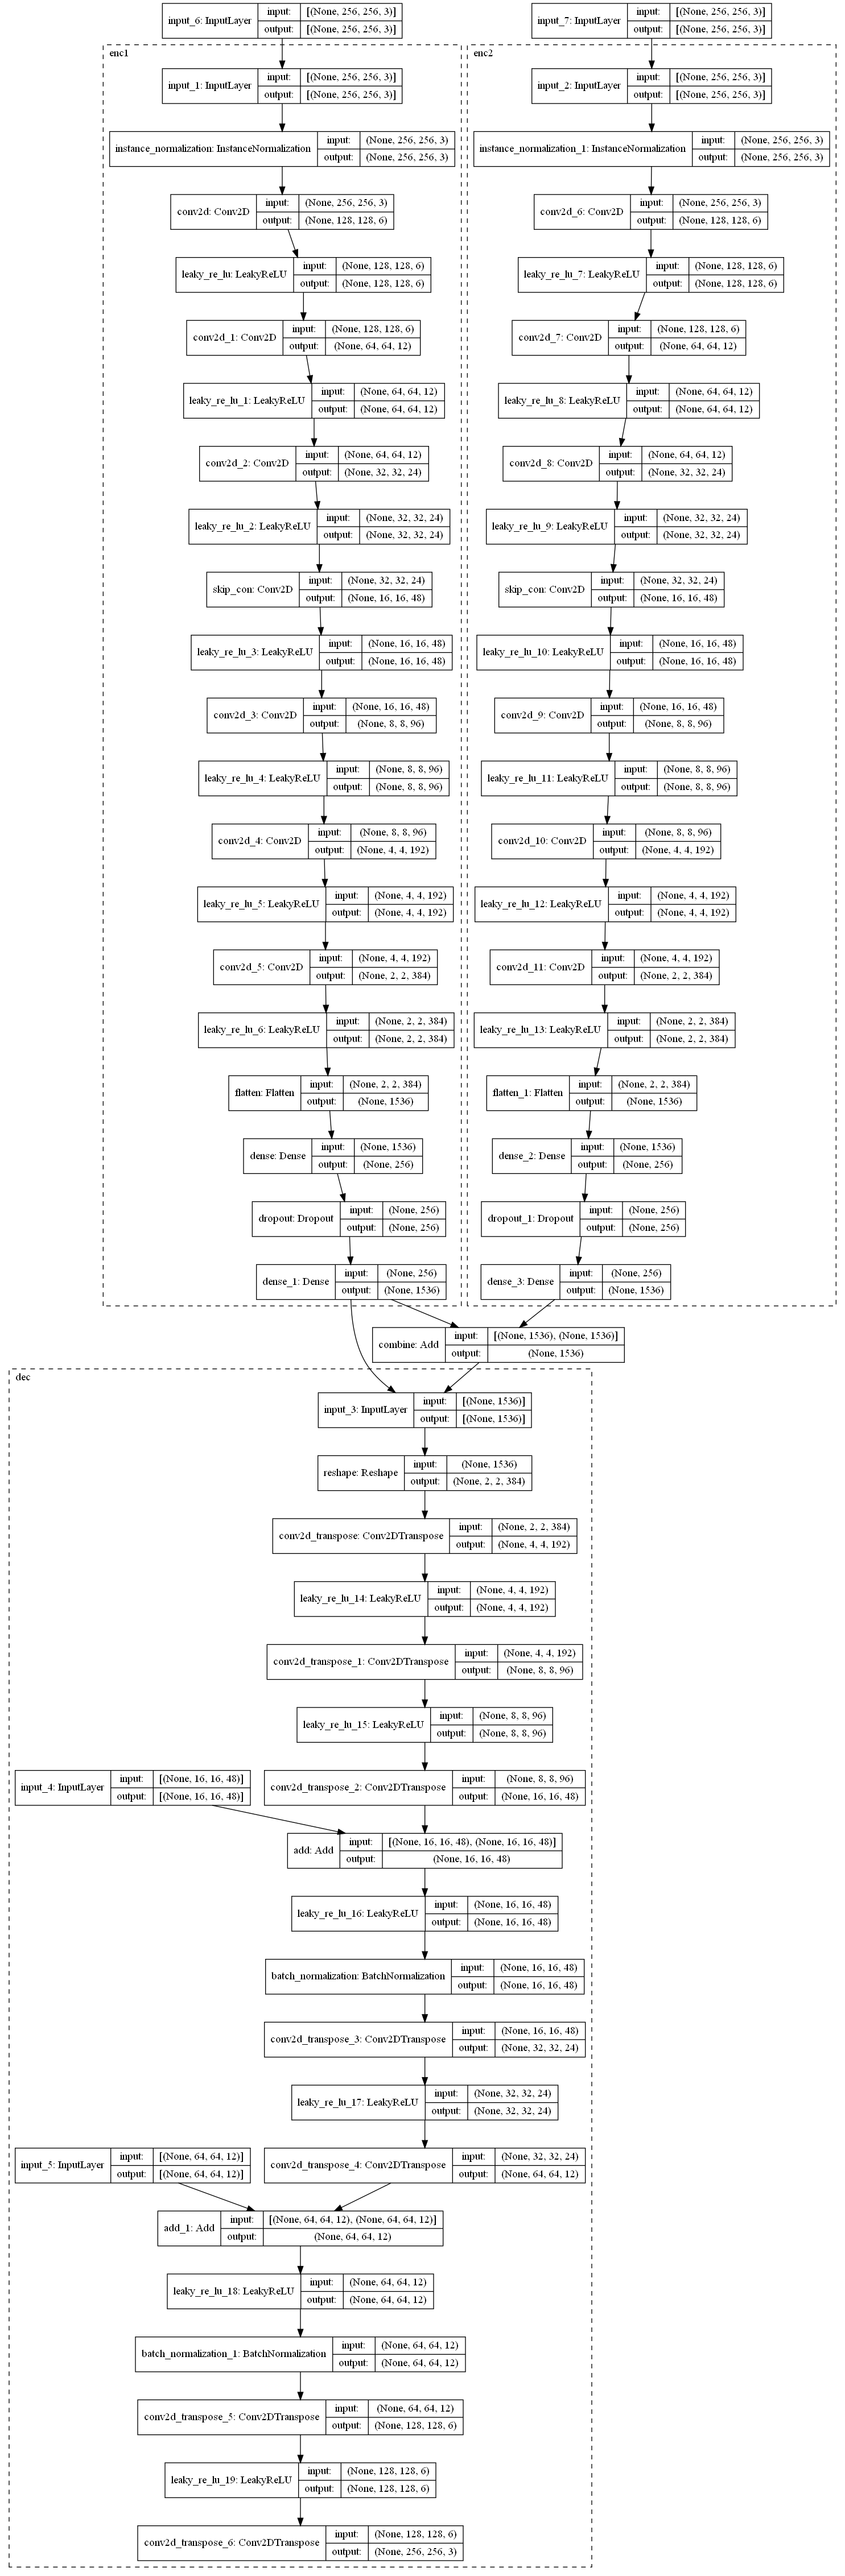 input_6: InputLayer input: [(None, 256, 256, 3)]
output: [(None, 256, 256, 3)]
input_7: InputLayer input: [(None, 256, 256, 3)]
output: [(None, 256, 256, 3)]
enc1
input_1: InputLayer input: [(None, 256, 256, 3)]
output: [(None, 256, 256, 3)]
instance_normalization: InstanceNormalization input: (None, 256, 256, 3)
output: (None, 256, 256, 3)
conv2d: Conv2D input: (None, 256, 256, 3)
output: (None, 128, 128, 6)
leaky_re_lu: LeakyReLU input: (None, 128, 128, 6)
output: (None, 128, 128, 6)
conv2d_1: Conv2D input: (None, 128, 128, 6)
output: (None, 64, 64, 12)
leaky_re_lu_1: LeakyReLU input: (None, 64, 64, 12)
output: (None, 64, 64, 12)
conv2d_2: Conv2D input: (None, 64, 64, 12)
output: (None, 32, 32, 24)
leaky_re_lu_2: LeakyReLU input: (None, 32, 32, 24)
output: (None, 32, 32, 24)
skip_con: Conv2D input: (None, 32, 32, 24)
output: (None, 16, 16, 48)
leaky_re_lu_3: LeakyReLU input: (None, 16, 16, 48)
output: (None, 16, 16, 48)
conv2d_3: Conv2D input: (None, 16, 16, 48)
output: (None, 8, 8, 96)
leaky_re_lu_4: LeakyReLU input: (None, 8, 8, 96)
output: (None, 8, 8, 96)
conv2d_4: Conv2D input: (None, 8, 8, 96)
output: (None, 4, 4, 192)
leaky_re_lu_5: LeakyReLU input: (None, 4, 4, 192)
output: (None, 4, 4, 192)
conv2d_5: Conv2D input: (None, 4, 4, 192)
output: (None, 2, 2, 384)
leaky_re_lu_6: LeakyReLU input: (None, 2, 2, 384)
output: (None, 2, 2, 384)
flatten: Flatten input: (None, 2, 2, 384)
output: (None, 1536)
dense: Dense input: (None, 1536)
output: (None, 256)
dropout: Dropout input: (None, 256)
output: (None, 256)
dense_1: Dense input: (None, 256)
output: (None, 1536)
enc2
input_2: InputLayer input: [(None, 256, 256, 3)]
output: [(None, 256, 256, 3)]
instance_normalization_1: InstanceNormalization input: (None, 256, 256, 3)
output: (None, 256, 256, 3)
conv2d_6: Conv2D input: (None, 256, 256, 3)
output: (None, 128, 128, 6)
leaky_re_lu_7: LeakyReLU input: (None, 128, 128, 6)
output: (None, 128, 128, 6)
conv2d_7: Conv2D input: (None, 128, 128, 6)
output: (None, 64, 64, 12)
leaky_re_lu_8: LeakyReLU input: (None, 64, 64, 12)
output: (None, 64, 64, 12)
conv2d_8: Conv2D input: (None, 64, 64, 12)
output: (None, 32, 32, 24)
leaky_re_lu_9: LeakyReLU input: (None, 32, 32, 24)
output: (None, 32, 32, 24)
skip_con: Conv2D input: (None, 32, 32, 24)
output: (None, 16, 16, 48)
leaky_re_lu_10: LeakyReLU input: (None, 16, 16, 48)
output: (None, 16, 16, 48)
conv2d_9: Conv2D input: (None, 16, 16, 48)
output: (None, 8, 8, 96)
leaky_re_lu_11: LeakyReLU input: (None, 8, 8, 96)
output: (None, 8, 8, 96)
conv2d_10: Conv2D input: (None, 8, 8, 96)
output: (None, 4, 4, 192)
leaky_re_lu_12: LeakyReLU input: (None, 4, 4, 192)
output: (None, 4, 4, 192)
conv2d_11: Conv2D input: (None, 4, 4, 192)
output: (None, 2, 2, 384)
leaky_re_lu_13: LeakyReLU input: (None, 2, 2, 384)
output: (None, 2, 2, 384)
flatten_1: Flatten input: (None, 2, 2, 384)
output: (None, 1536)
dense_2: Dense input: (None, 1536)
output: (None, 256)
dropout_1: Dropout input: (None, 256)
output: (None, 256)
dense_3: Dense input: (None, 256)
output: (None, 1536)
combine: Add input: [(None, 1536), (None, 1536)]
output: (None, 1536)
dec
input_3: InputLayer input: [(None, 1536)]
output: [(None, 1536)]
reshape: Reshape input: (None, 1536)
output: (None, 2, 2, 384)
conv2d_transpose: Conv2DTranspose input: (None, 2, 2, 384)
output: (None, 4, 4, 192)
leaky_re_lu_14: LeakyReLU input: (None, 4, 4, 192)
output: (None, 4, 4, 192)
conv2d_transpose_1: Conv2DTranspose input: (None, 4, 4, 192)
output: (None, 8, 8, 96)
leaky_re_lu_15: LeakyReLU input: (None, 8, 8, 96)
output: (None, 8, 8, 96)
input_4: InputLayer input: [(None, 16, 16, 48)]
output: [(None, 16, 16, 48)]
conv2d_transpose_2: Conv2DTranspose input: (None, 8, 8, 96)
output: (None, 16, 16, 48)
add: Add input: [(None, 16, 16, 48), (None, 16, 16, 48)]
output: (None, 16, 16, 48)
leaky_re_lu_16: LeakyReLU input: (None, 16, 16, 48)
output: (None, 16, 16, 48)
batch_normalization: BatchNormalization input: (None, 16, 16, 48)
output: (None, 16, 16, 48)
conv2d_transpose_3: Conv2DTranspose input: (None, 16, 16, 48)
output: (None, 32, 32, 24)
leaky_re_lu_17: LeakyReLU input: (None, 32, 32, 24)
output: (None, 32, 32, 24)
input_5: InputLayer input: [(None, 64, 64, 12)]
output: [(None, 64, 64, 12)]
conv2d_transpose_4: Conv2DTranspose input: (None, 32, 32, 24)
output: (None, 64, 64, 12)
add_1: Add input: [(None, 64, 64, 12), (None, 64, 64, 12)]
output: (None, 64, 64, 12)
leaky_re_lu_18: LeakyReLU input: (None, 64, 64, 12)
output: (None, 64, 64, 12)
batch_normalization_1: BatchNormalization input: (None, 64, 64, 12)
output: (None, 64, 64, 12)
conv2d_transpose_5: Conv2DTranspose input: (None, 64, 64, 12)
output: (None, 128, 128, 6)
leaky_re_lu_19: LeakyReLU input: (None, 128, 128, 6)
output: (None, 128, 128, 6)
conv2d_transpose_6: Conv2DTranspose input: (None, 128, 128, 6)
output: (None, 256, 256, 3)